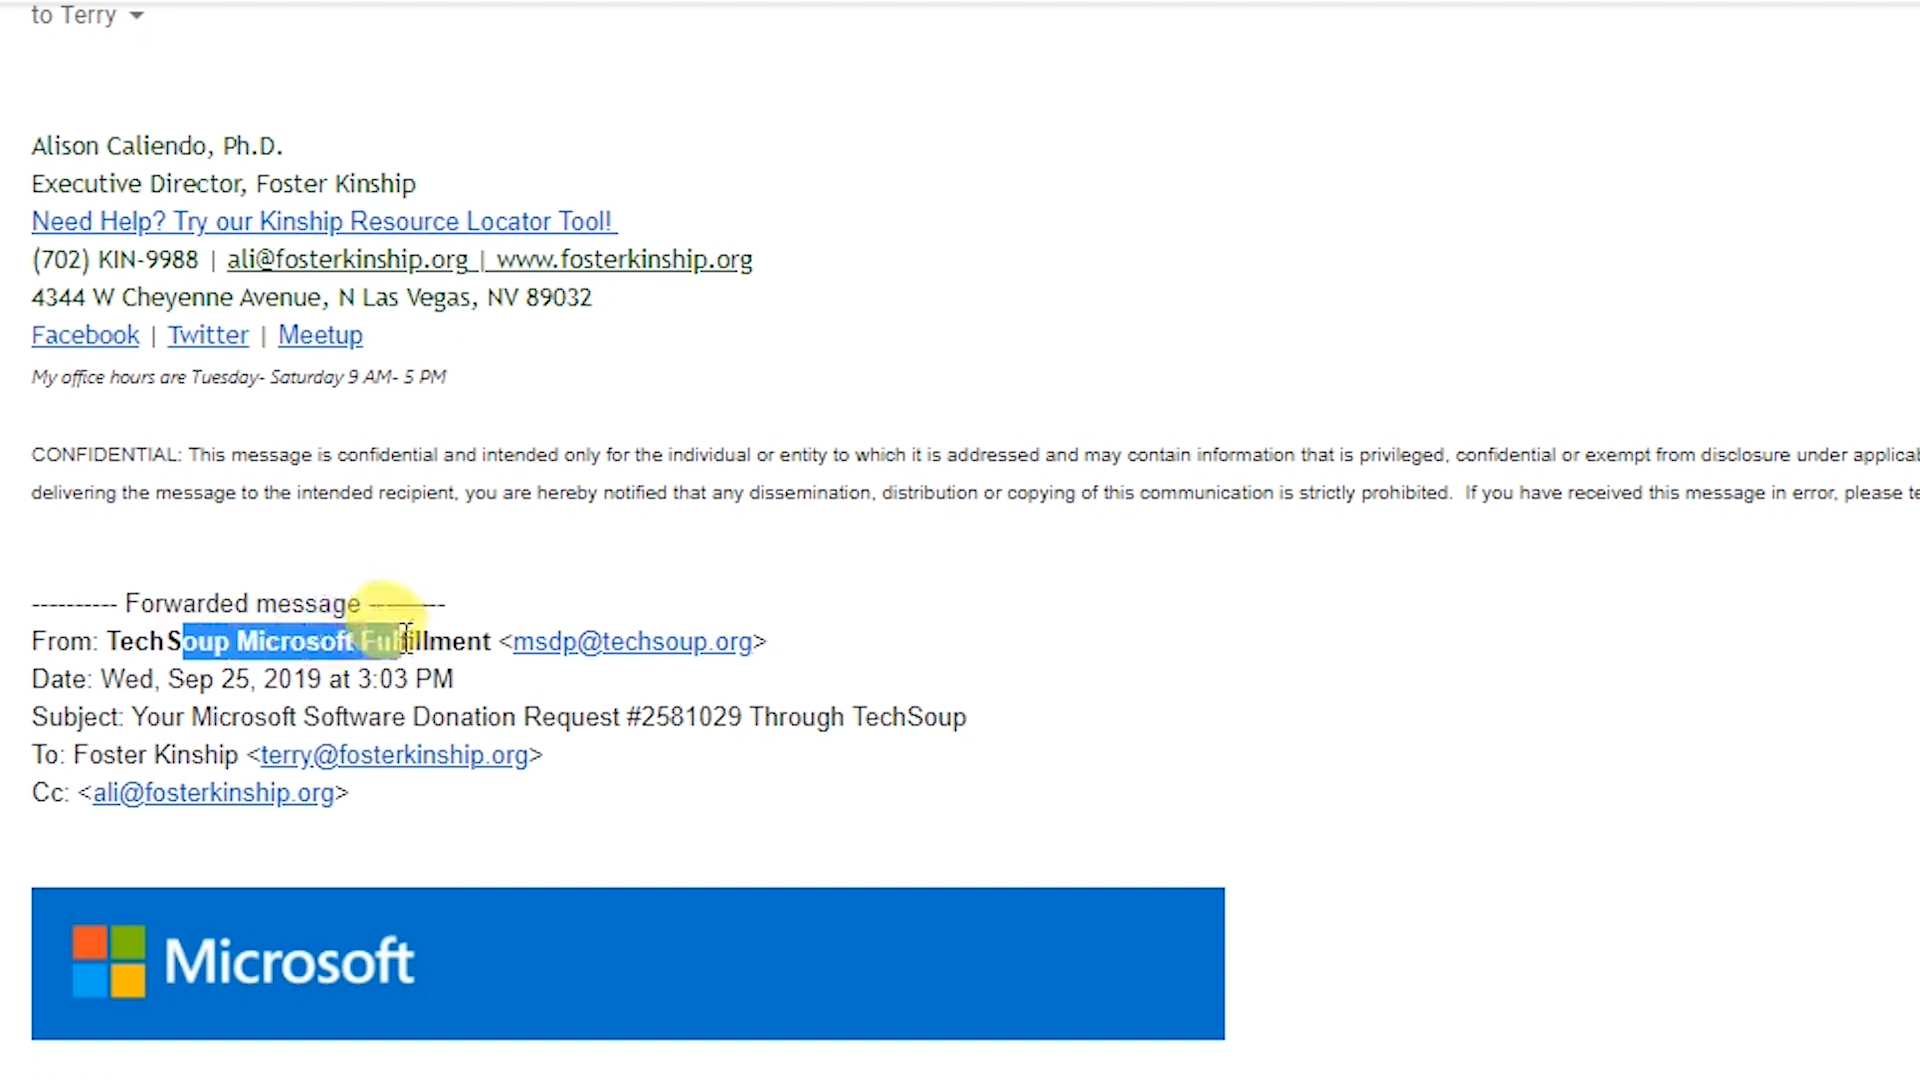 to Terry
Alison Caliendo, Ph.D.
Executive Director, Foster Kinship
Need Help? Try our Kinship Resource Locator Tool!
(702) KIN-9988 | ali@fosterkinship.org | www.fosterkinship.org
4344 W Cheyenne Avenue, N Las Vegas, NV 89032
Facebook | Twitter | Meetup
My office hours are Tuesday- Saturday 9 AM- 5 PM
CONFIDENTIAL: This message is confidential and intended only for the individual or entity to which it is addressed and may contain information that is privileged, confidential or exempt from disclosure under applicab
delivering the message to the intended recipient, you are hereby notified that any dissemination, distribution or copying of this communication is strictly prohibited. If you have received this message in error, please te
---------- Forwarded message ---------
From: TechSoup Microsoft Fulfillment <msdp@techsoup.org>
Date: Wed, Sep 25, 2019 at 3:03 PM
Subject: Your Microsoft Software Donation Request #2581029 Through TechSoup
To: Foster Kinship <terry@fosterkinship.org>
Cc: <ali@fosterkinship.org>
Microsoft